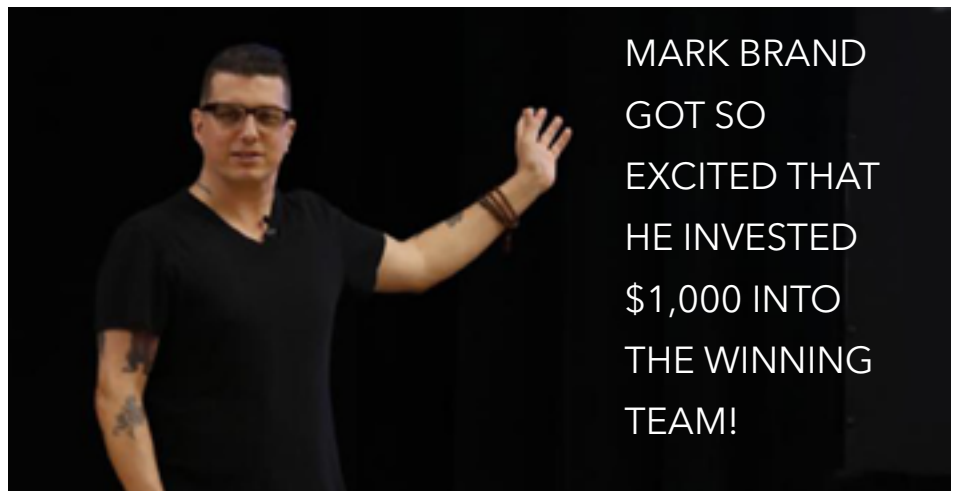 MARK BRAND
GOT SO
EXCITED THAT
HE INVESTED
$1,000 INTO
THE WINNING
TEAM!